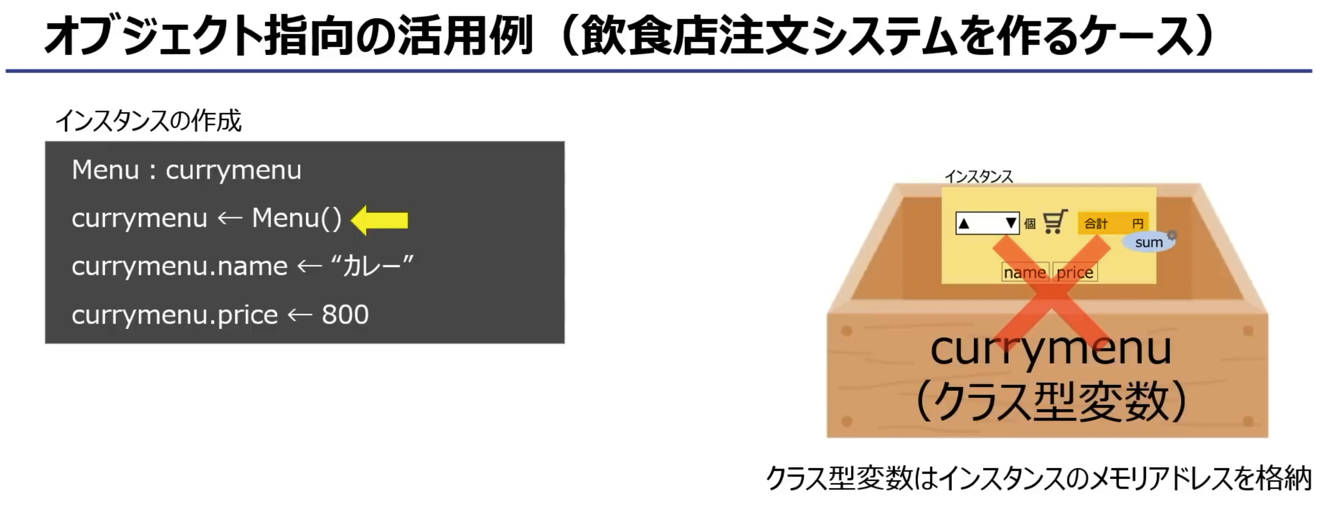 オブジェクト指向の活用例（飲食店注文システムを作るケース）
インスタンスの作成
Menu：currymenu
currymenu ← Menu()
currymenu.name ← “カレー”
currymenu.price ← 800
インスタンス
▲ ▼ 個 合計 円
sum
name price
currymenu
（クラス型変数）
クラス型変数はインスタンスのメモリアドレスを格納